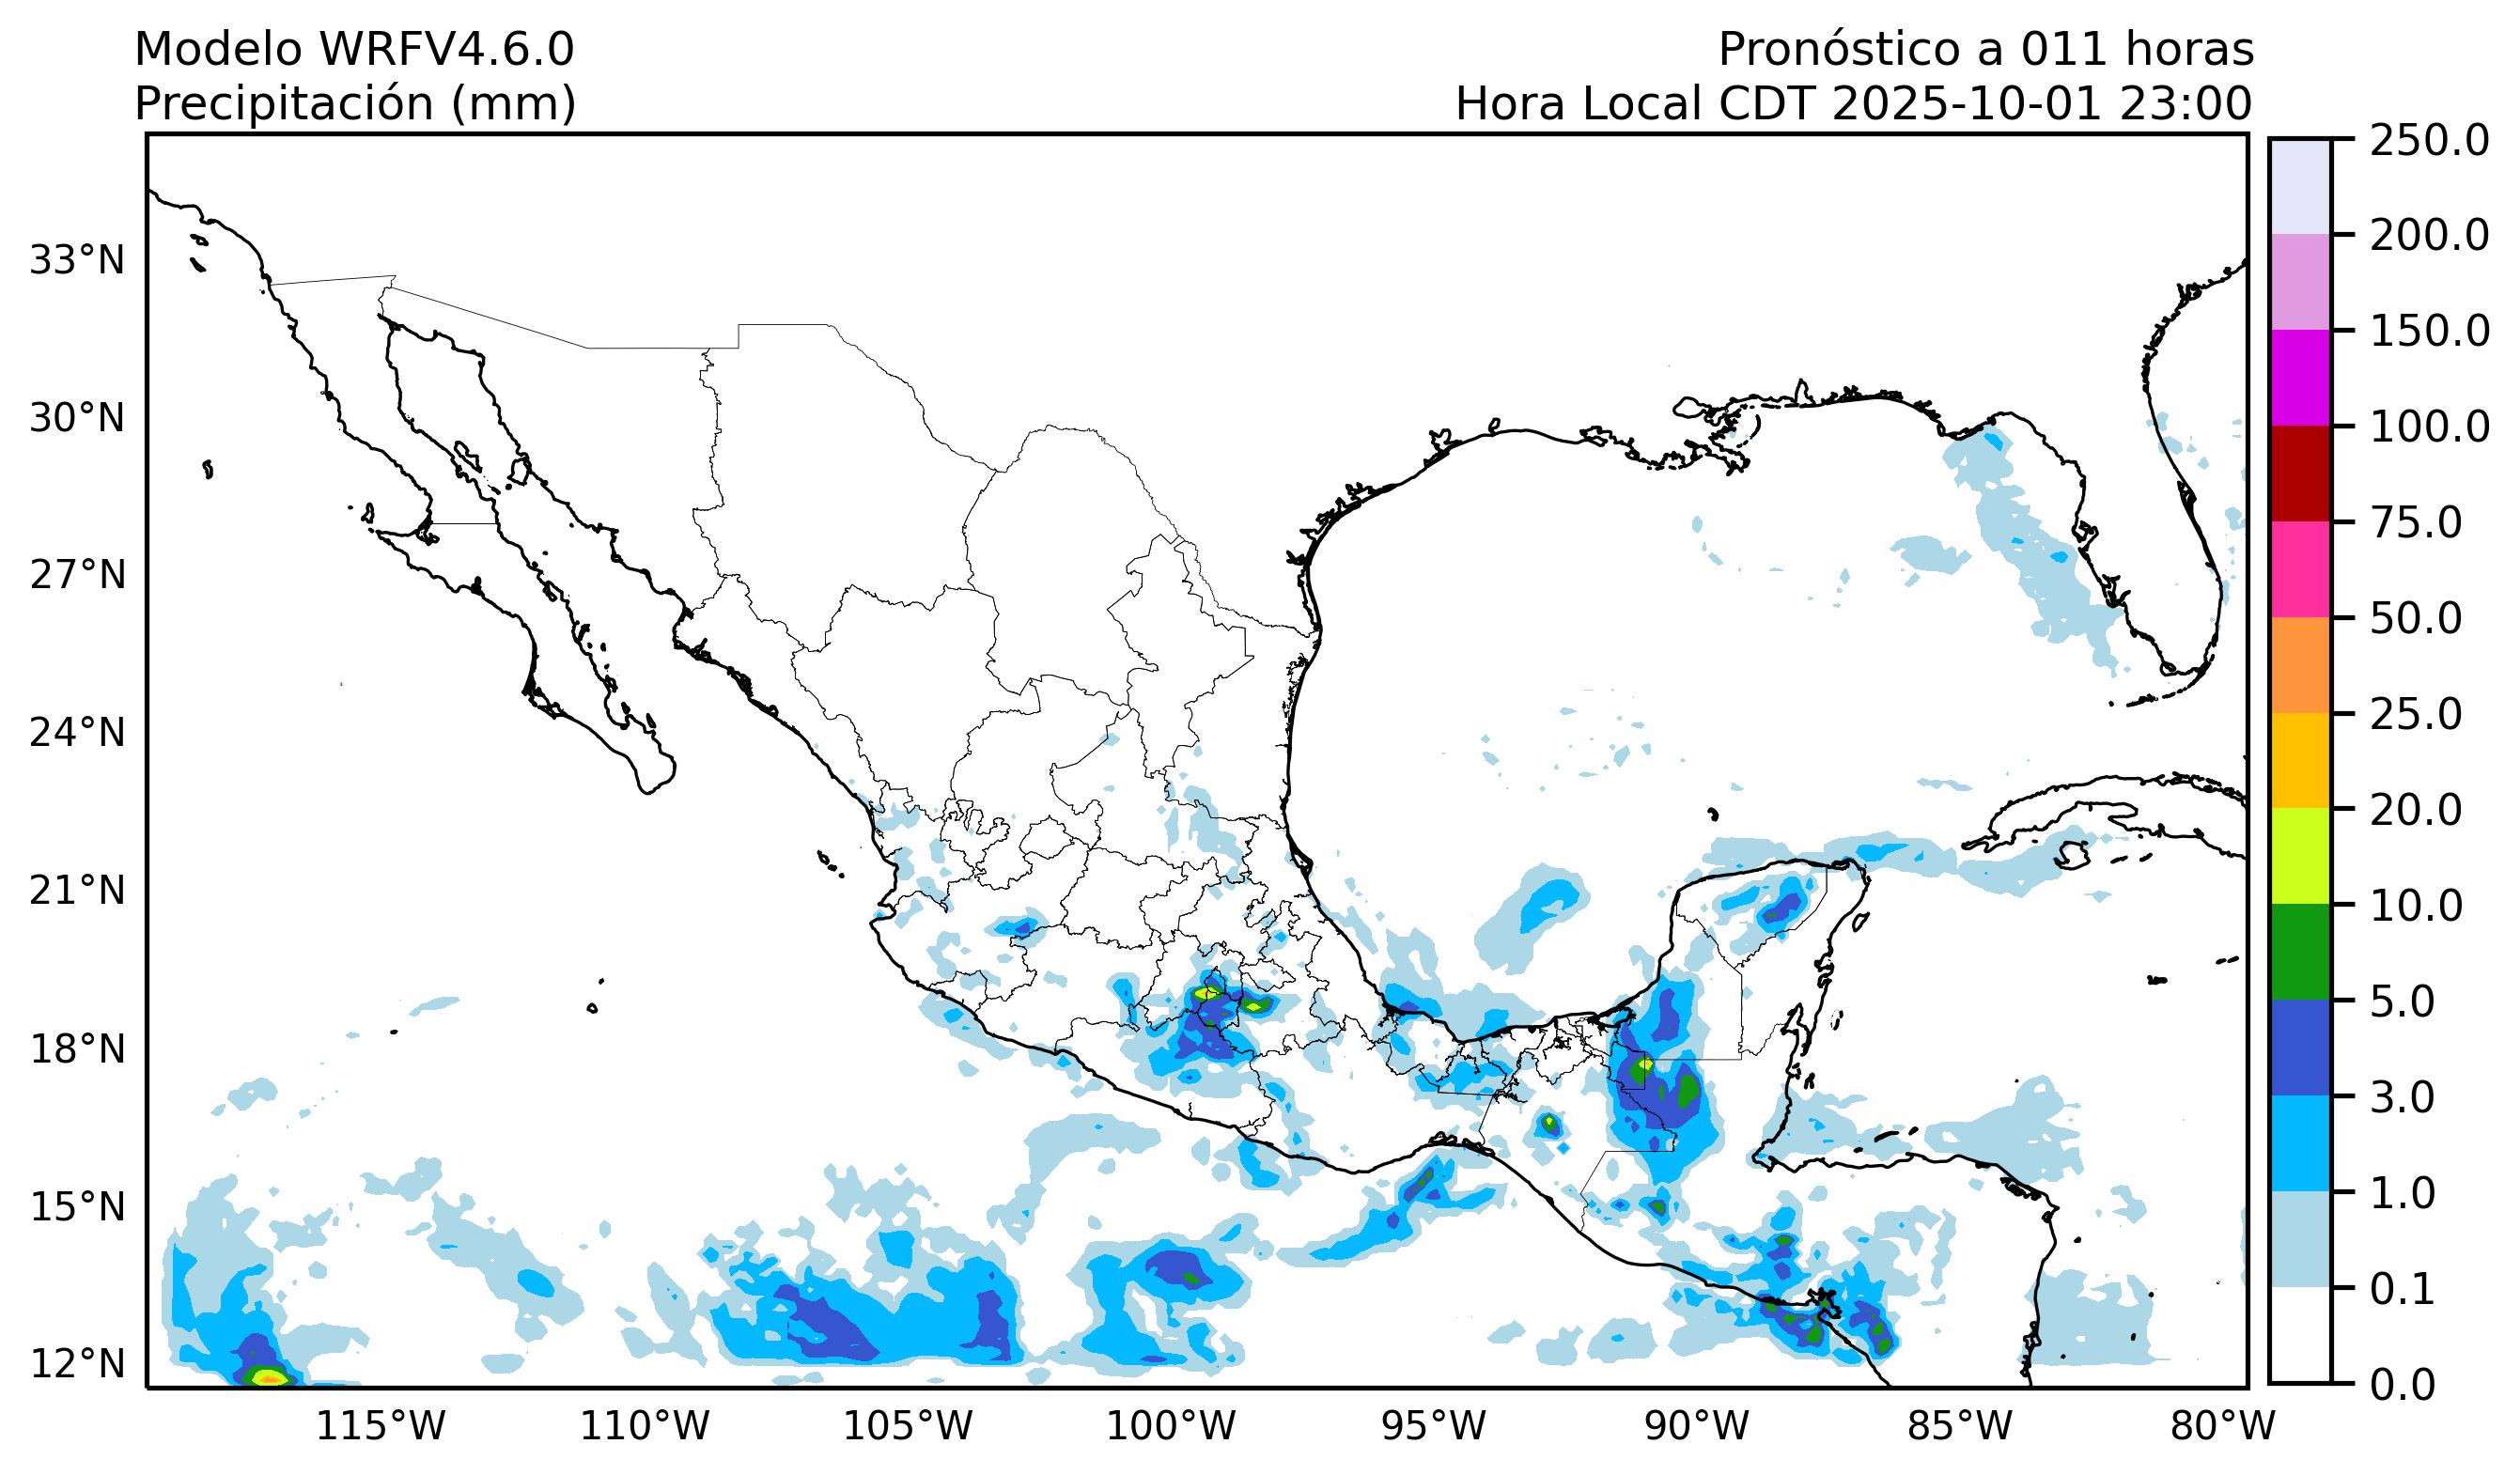 Modelo WRFV4.6.0
Precipitación (mm)
Pronóstico a 011 horas
Hora Local CDT 2025-10-01 23:00
33°N
30°N
27°N
24°N
21°N
18°N
15°N
12°N
115°W
110°W
105°W
100°W
95°W
90°W
85°W
80°W
250.0
200.0
150.0
100.0
75.0
50.0
25.0
20.0
10.0
5.0
3.0
1.0
0.1
0.0